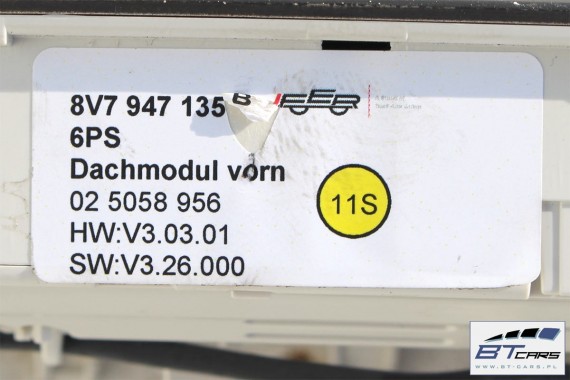 8V7 947 135 B
6PS
Dachmodul vorn
02 5058 956
HW:V3.03.01
SW:V3.26.000
11S
BT CARS
WWW.BT-CARS.PL